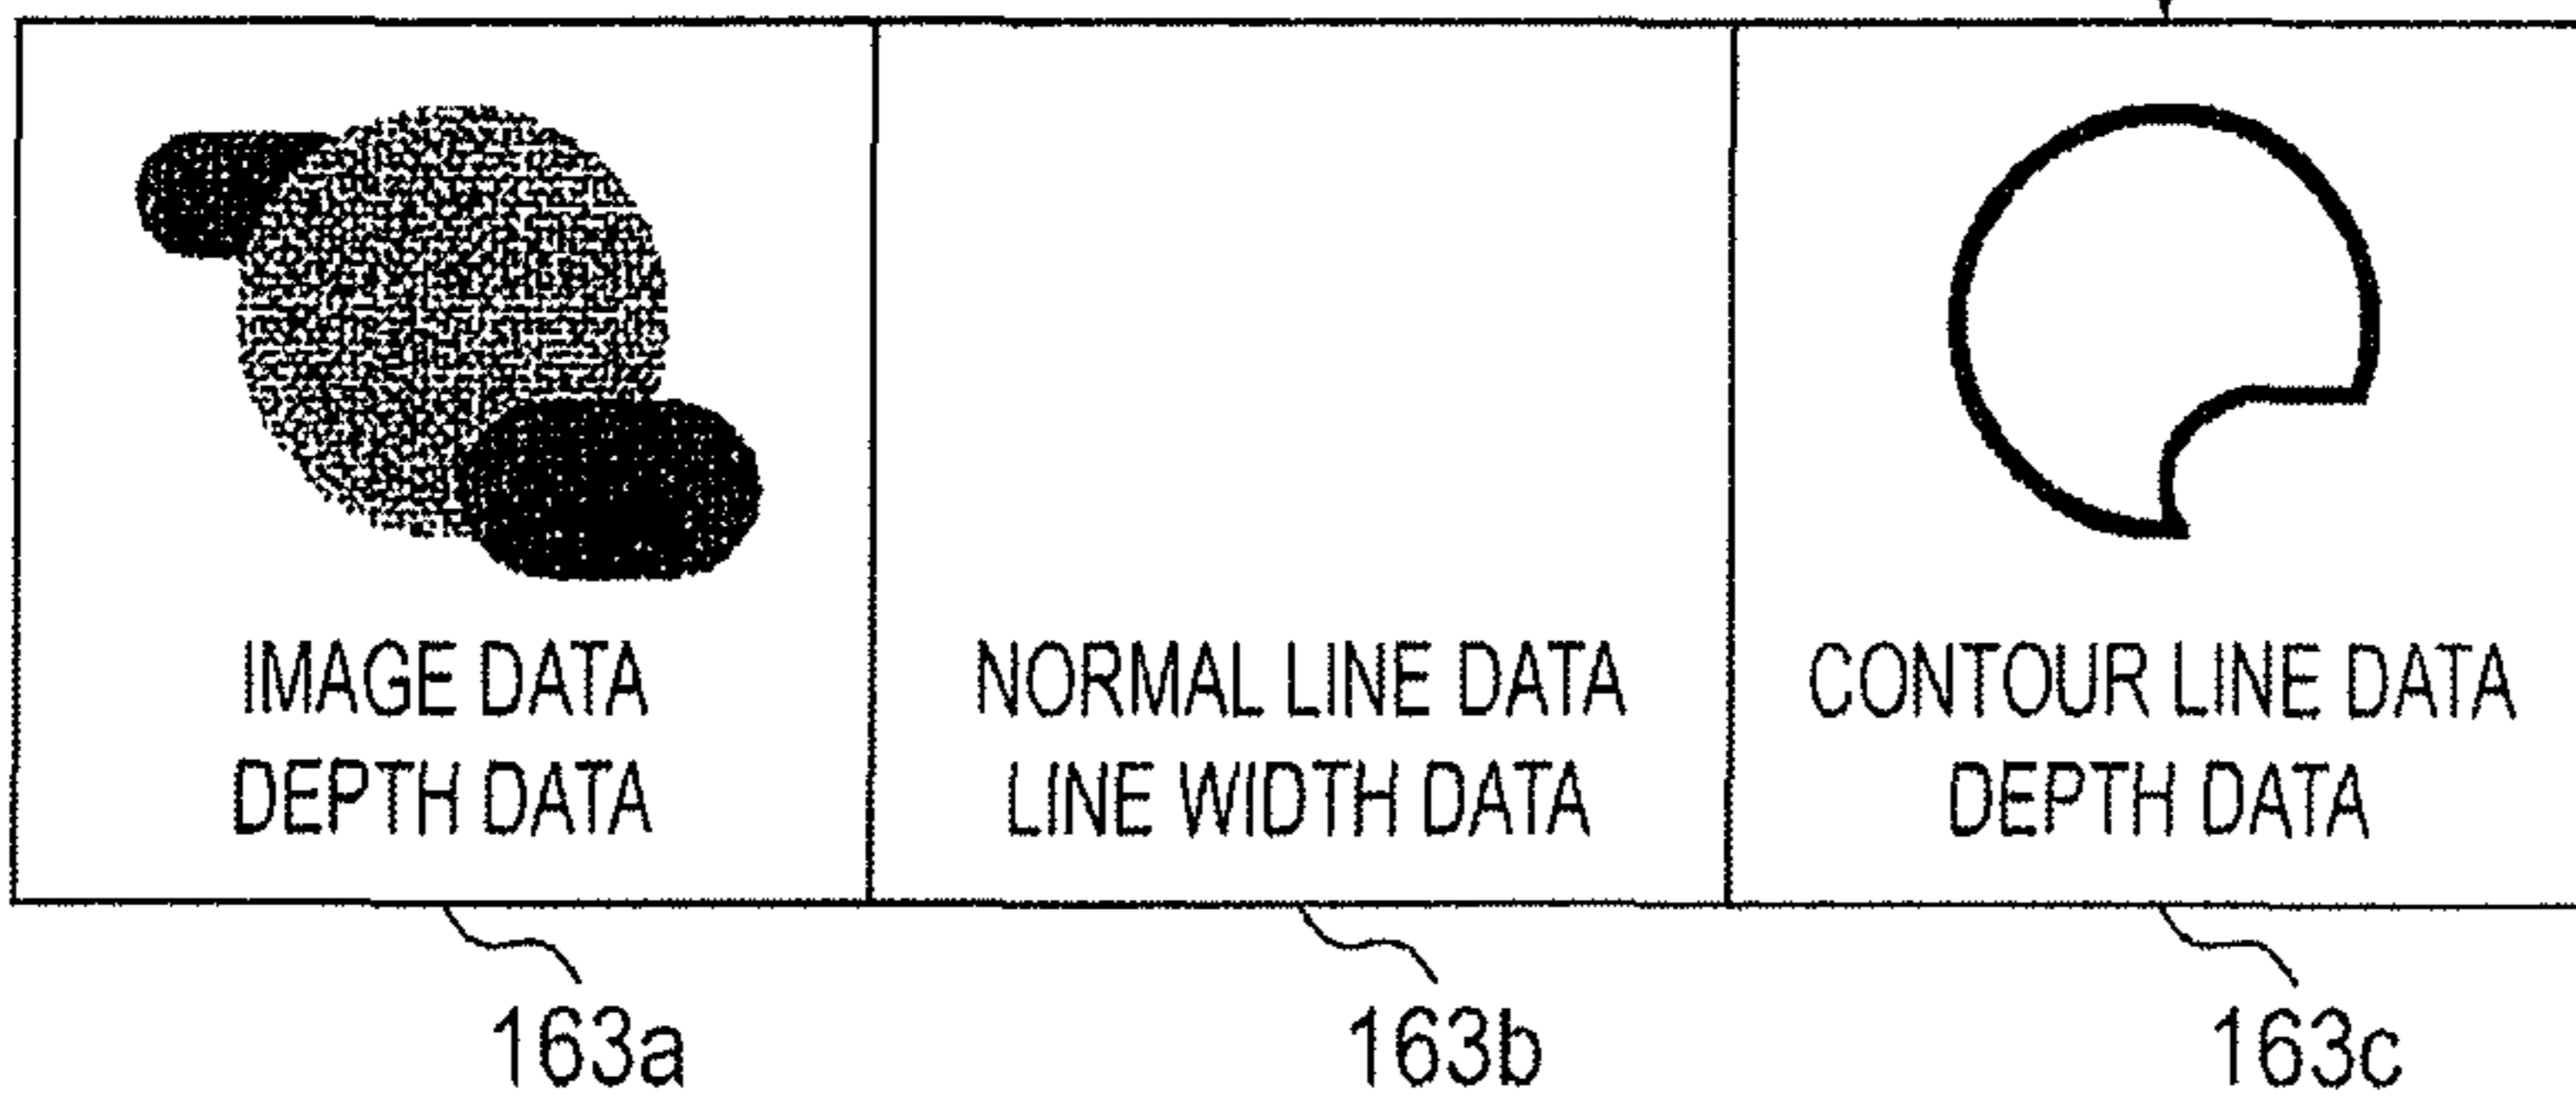 IMAGE DATA
DEPTH DATA
NORMAL LINE DATA
LINE WIDTH DATA
CONTOUR LINE DATA
DEPTH DATA
163a
163b
163c